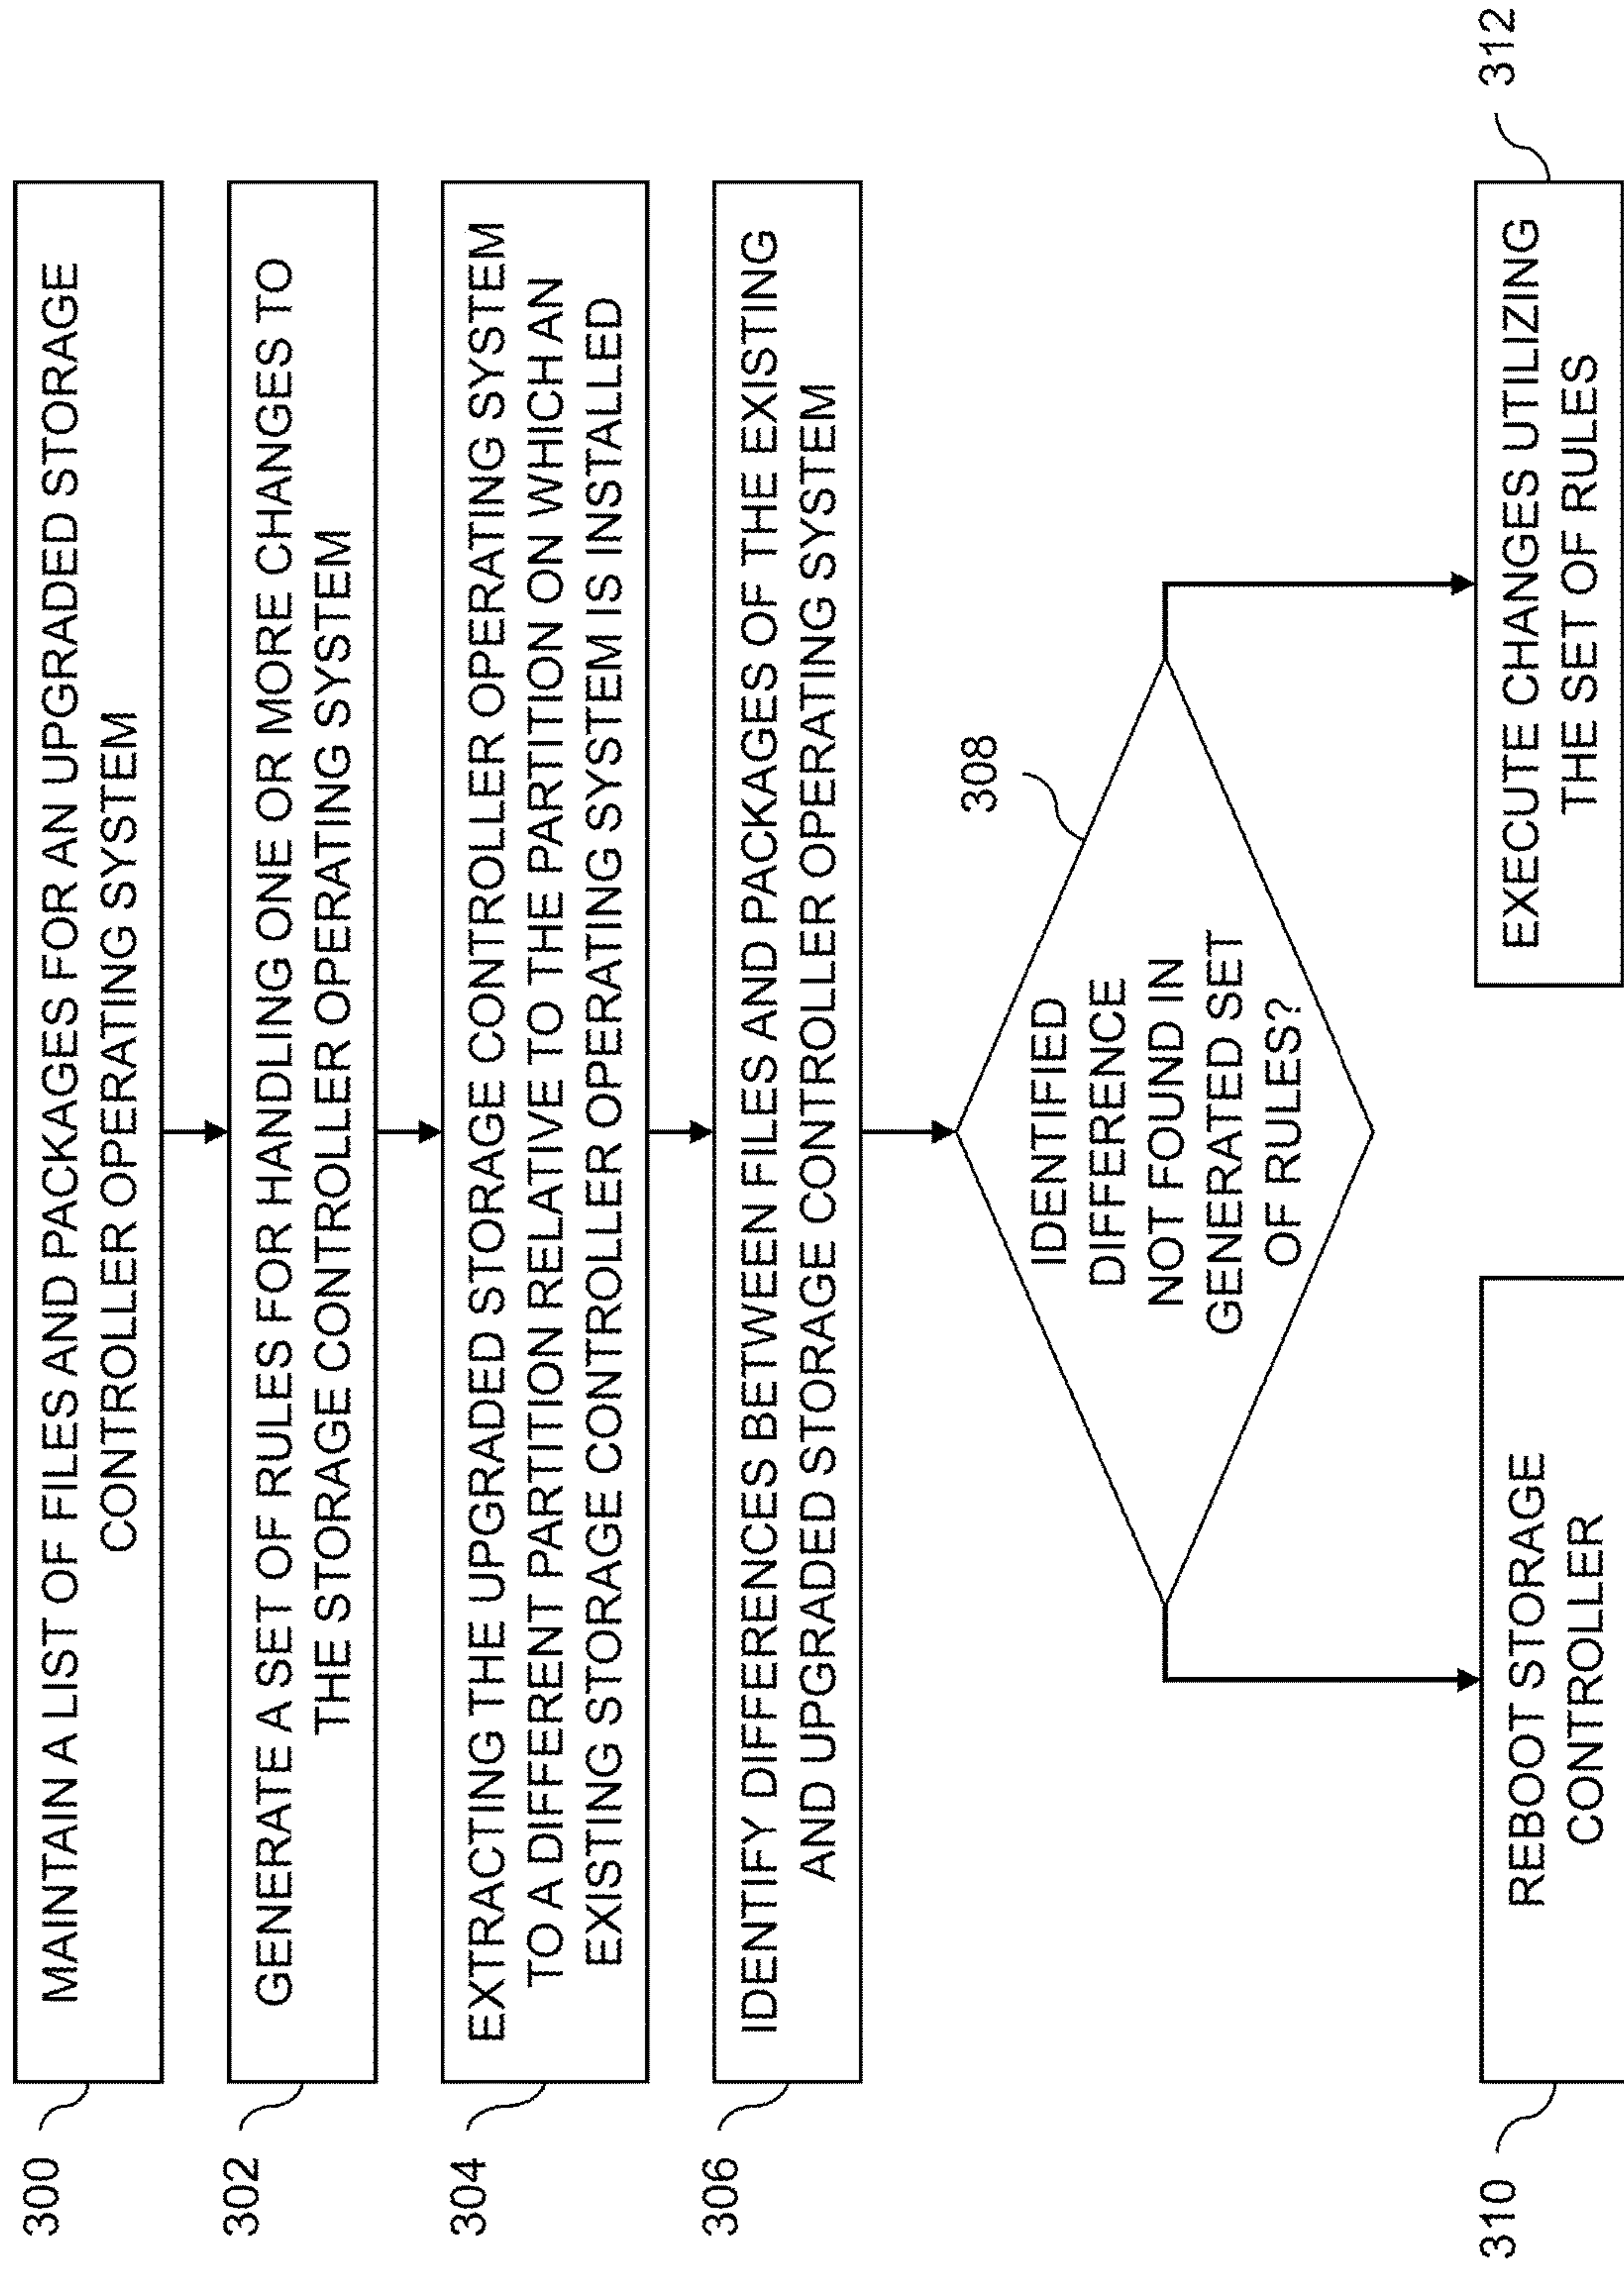 300
MAINTAIN A LIST OF FILES AND PACKAGES FOR AN UPGRADED STORAGE
CONTROLLER OPERATING SYSTEM
302
GENERATE A SET OF RULES FOR HANDLING ONE OR MORE CHANGES TO
THE STORAGE CONTROLLER OPERATING SYSTEM
304
EXTRACTING THE UPGRADED STORAGE CONTROLLER OPERATING SYSTEM
TO A DIFFERENT PARTITION RELATIVE TO THE PARTITION ON WHICH AN
EXISTING STORAGE CONTROLLER OPERATING SYSTEM IS INSTALLED
306
IDENTIFY DIFFERENCES BETWEEN FILES AND PACKAGES OF THE EXISTING
AND UPGRADED STORAGE CONTROLLER OPERATING SYSTEM
308
IDENTIFIED
DIFFERENCE
NOT FOUND IN
GENERATED SET
OF RULES?
310
REBOOT STORAGE
CONTROLLER
312
EXECUTE CHANGES UTILIZING
THE SET OF RULES